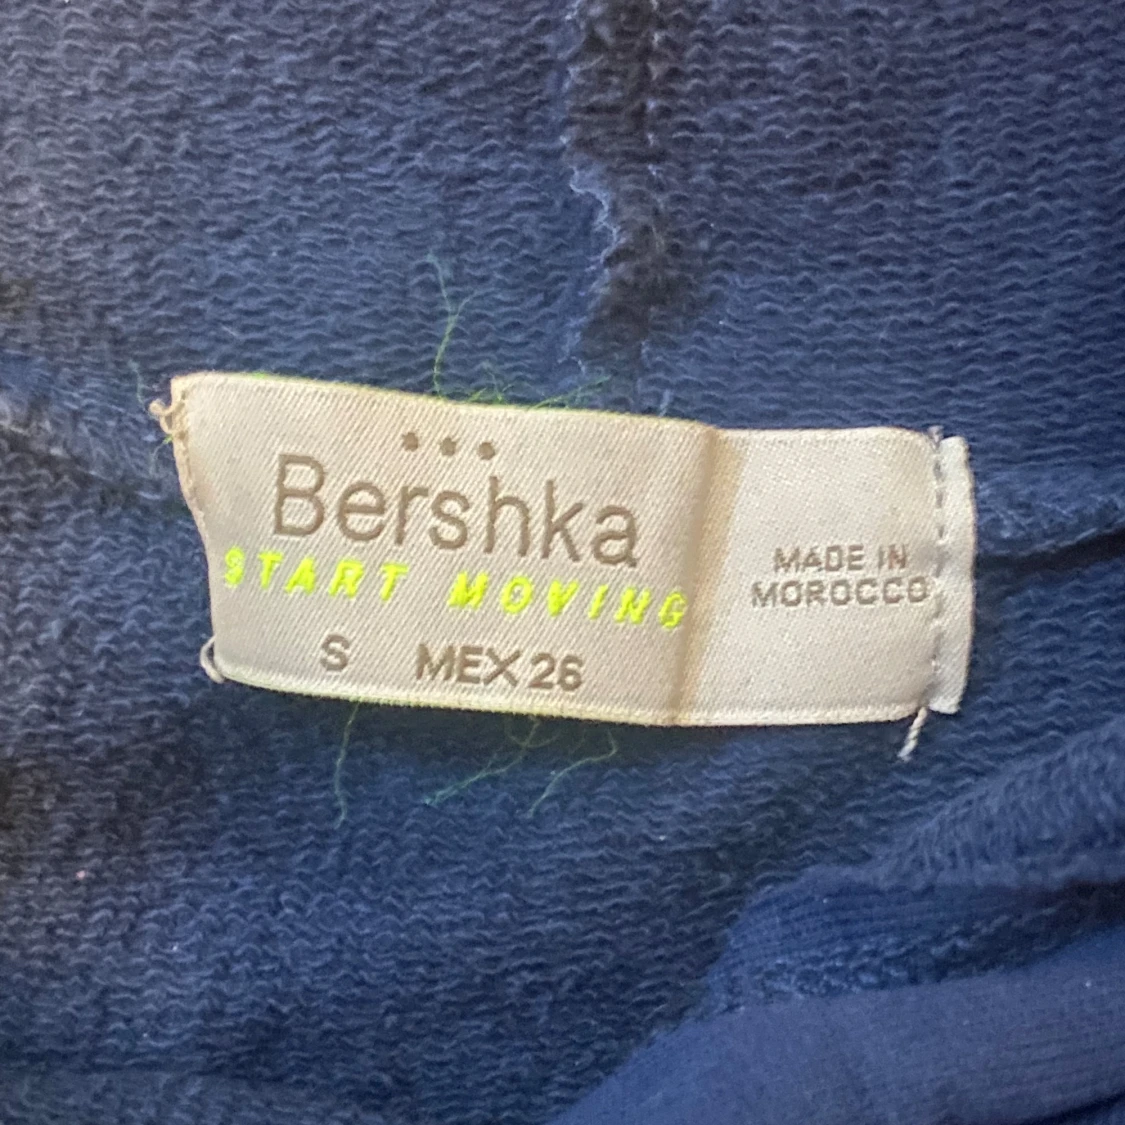 Bershka
START MOVING
S MEX 26
MADE IN
MOROCCO